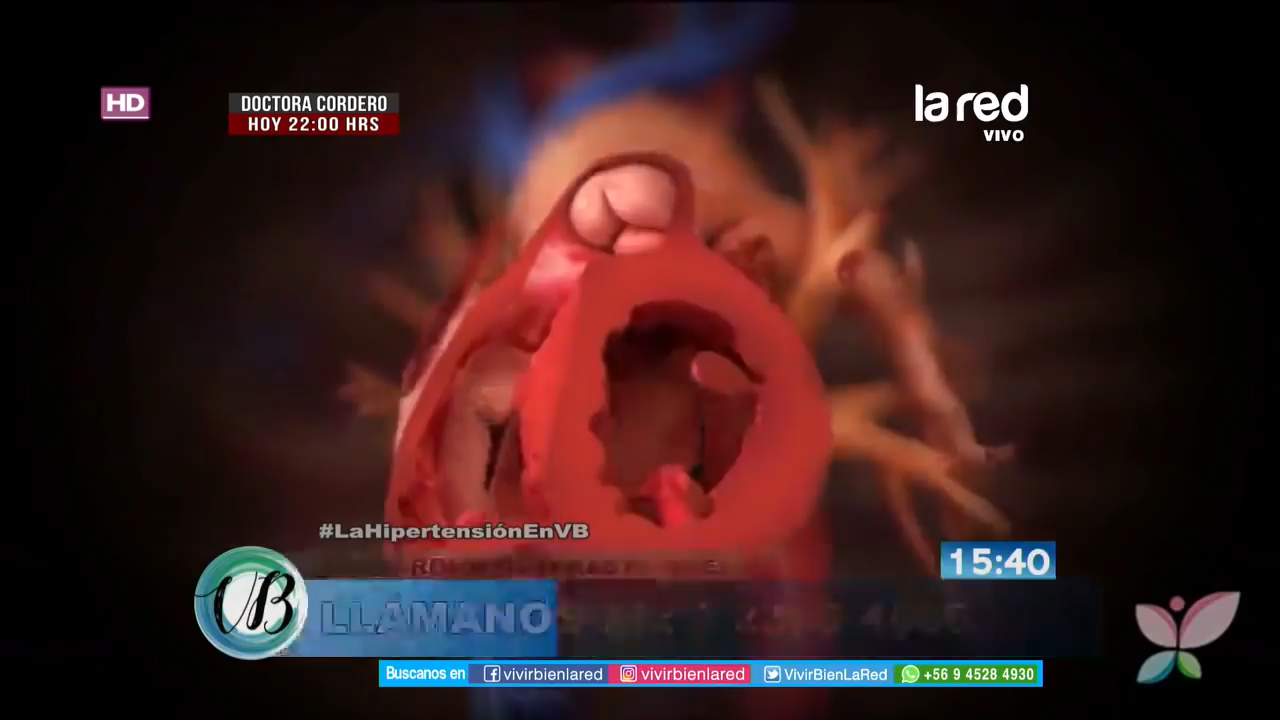 HD
DOCTORA CORDERO
HOY 22:00 HRS
la red
VIVO
#LaHipertensiónEnVB
15:40
VB
LLÁMANO
Buscanos en
vivirbienlared
vivirbienlared
VivirBienLaRed
+56 9 4528 4930